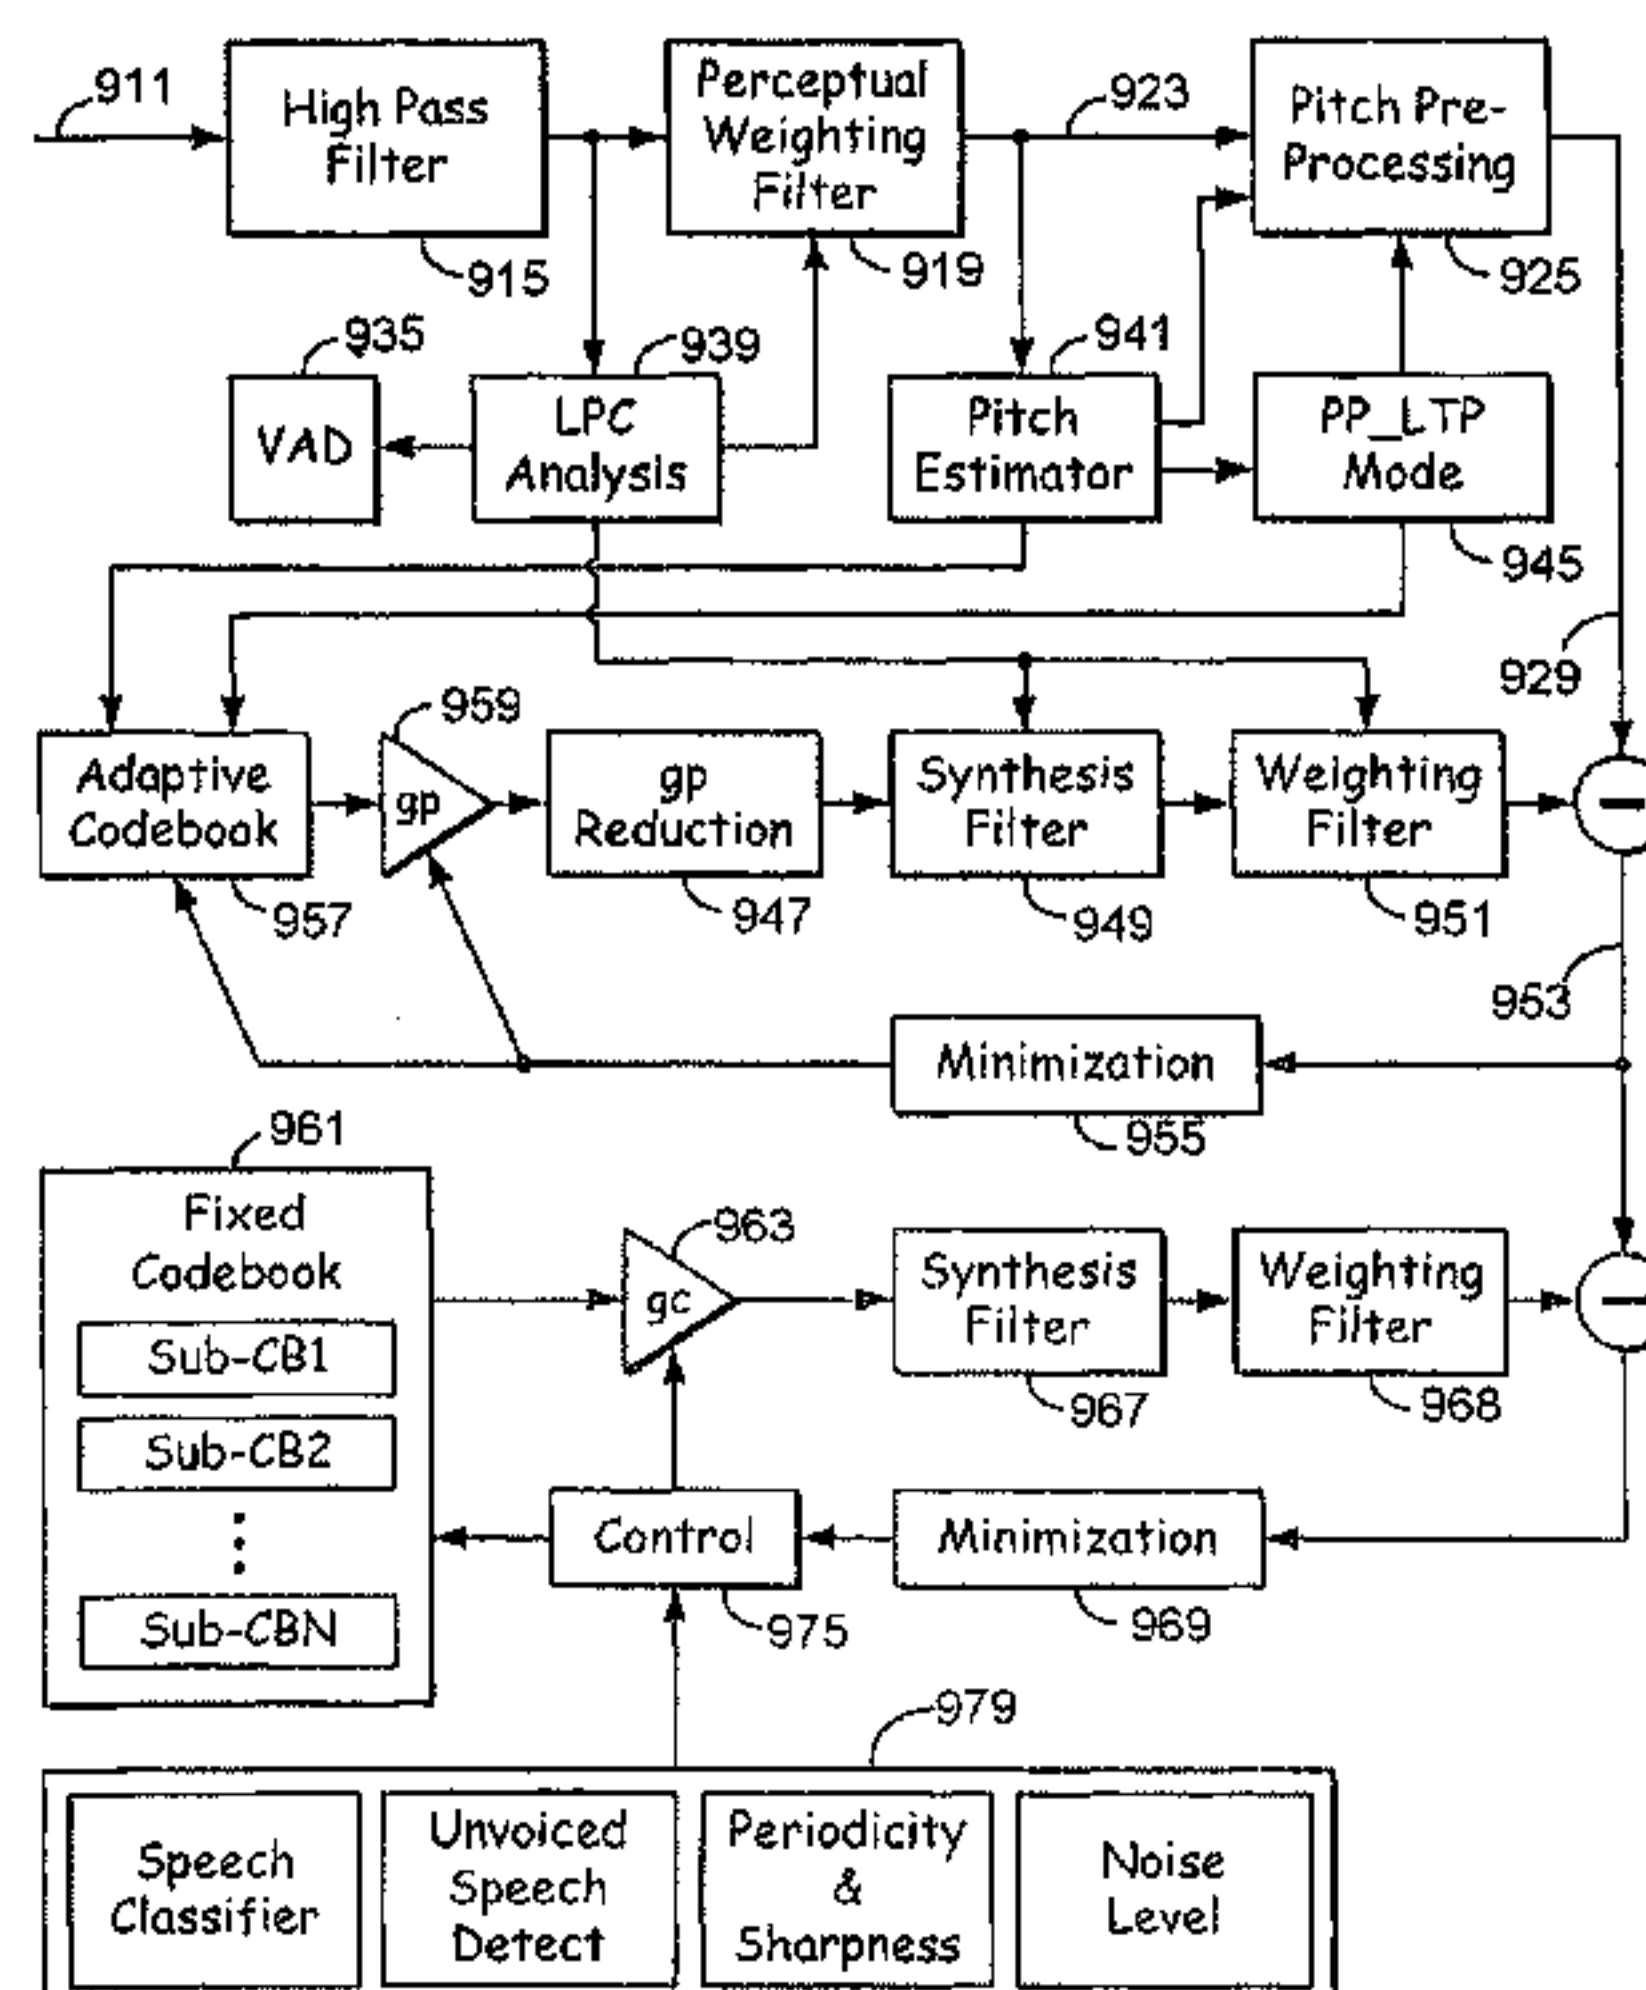 911
High Pass
Filter
915
Perceptual
Weighting
Filter
919
923
Pitch Pre-
Processing
925
935
VAD
939
LPC
Analysis
941
Pitch
Estimator
PP_LTP
Mode
945
929
Adaptive
Codebook
957
959
gp
gp
Reduction
947
Synthesis
Filter
949
Weighting
Filter
951
953
Minimization
955
961
Fixed
Codebook
Sub-CB1
Sub-CB2
Sub-CBN
963
gc
Synthesis
Filter
967
Weighting
Filter
968
Control
975
Minimization
969
979
Speech
Classifier
Unvoiced
Speech
Detect
Periodicity
&
Sharpness
Noise
Level